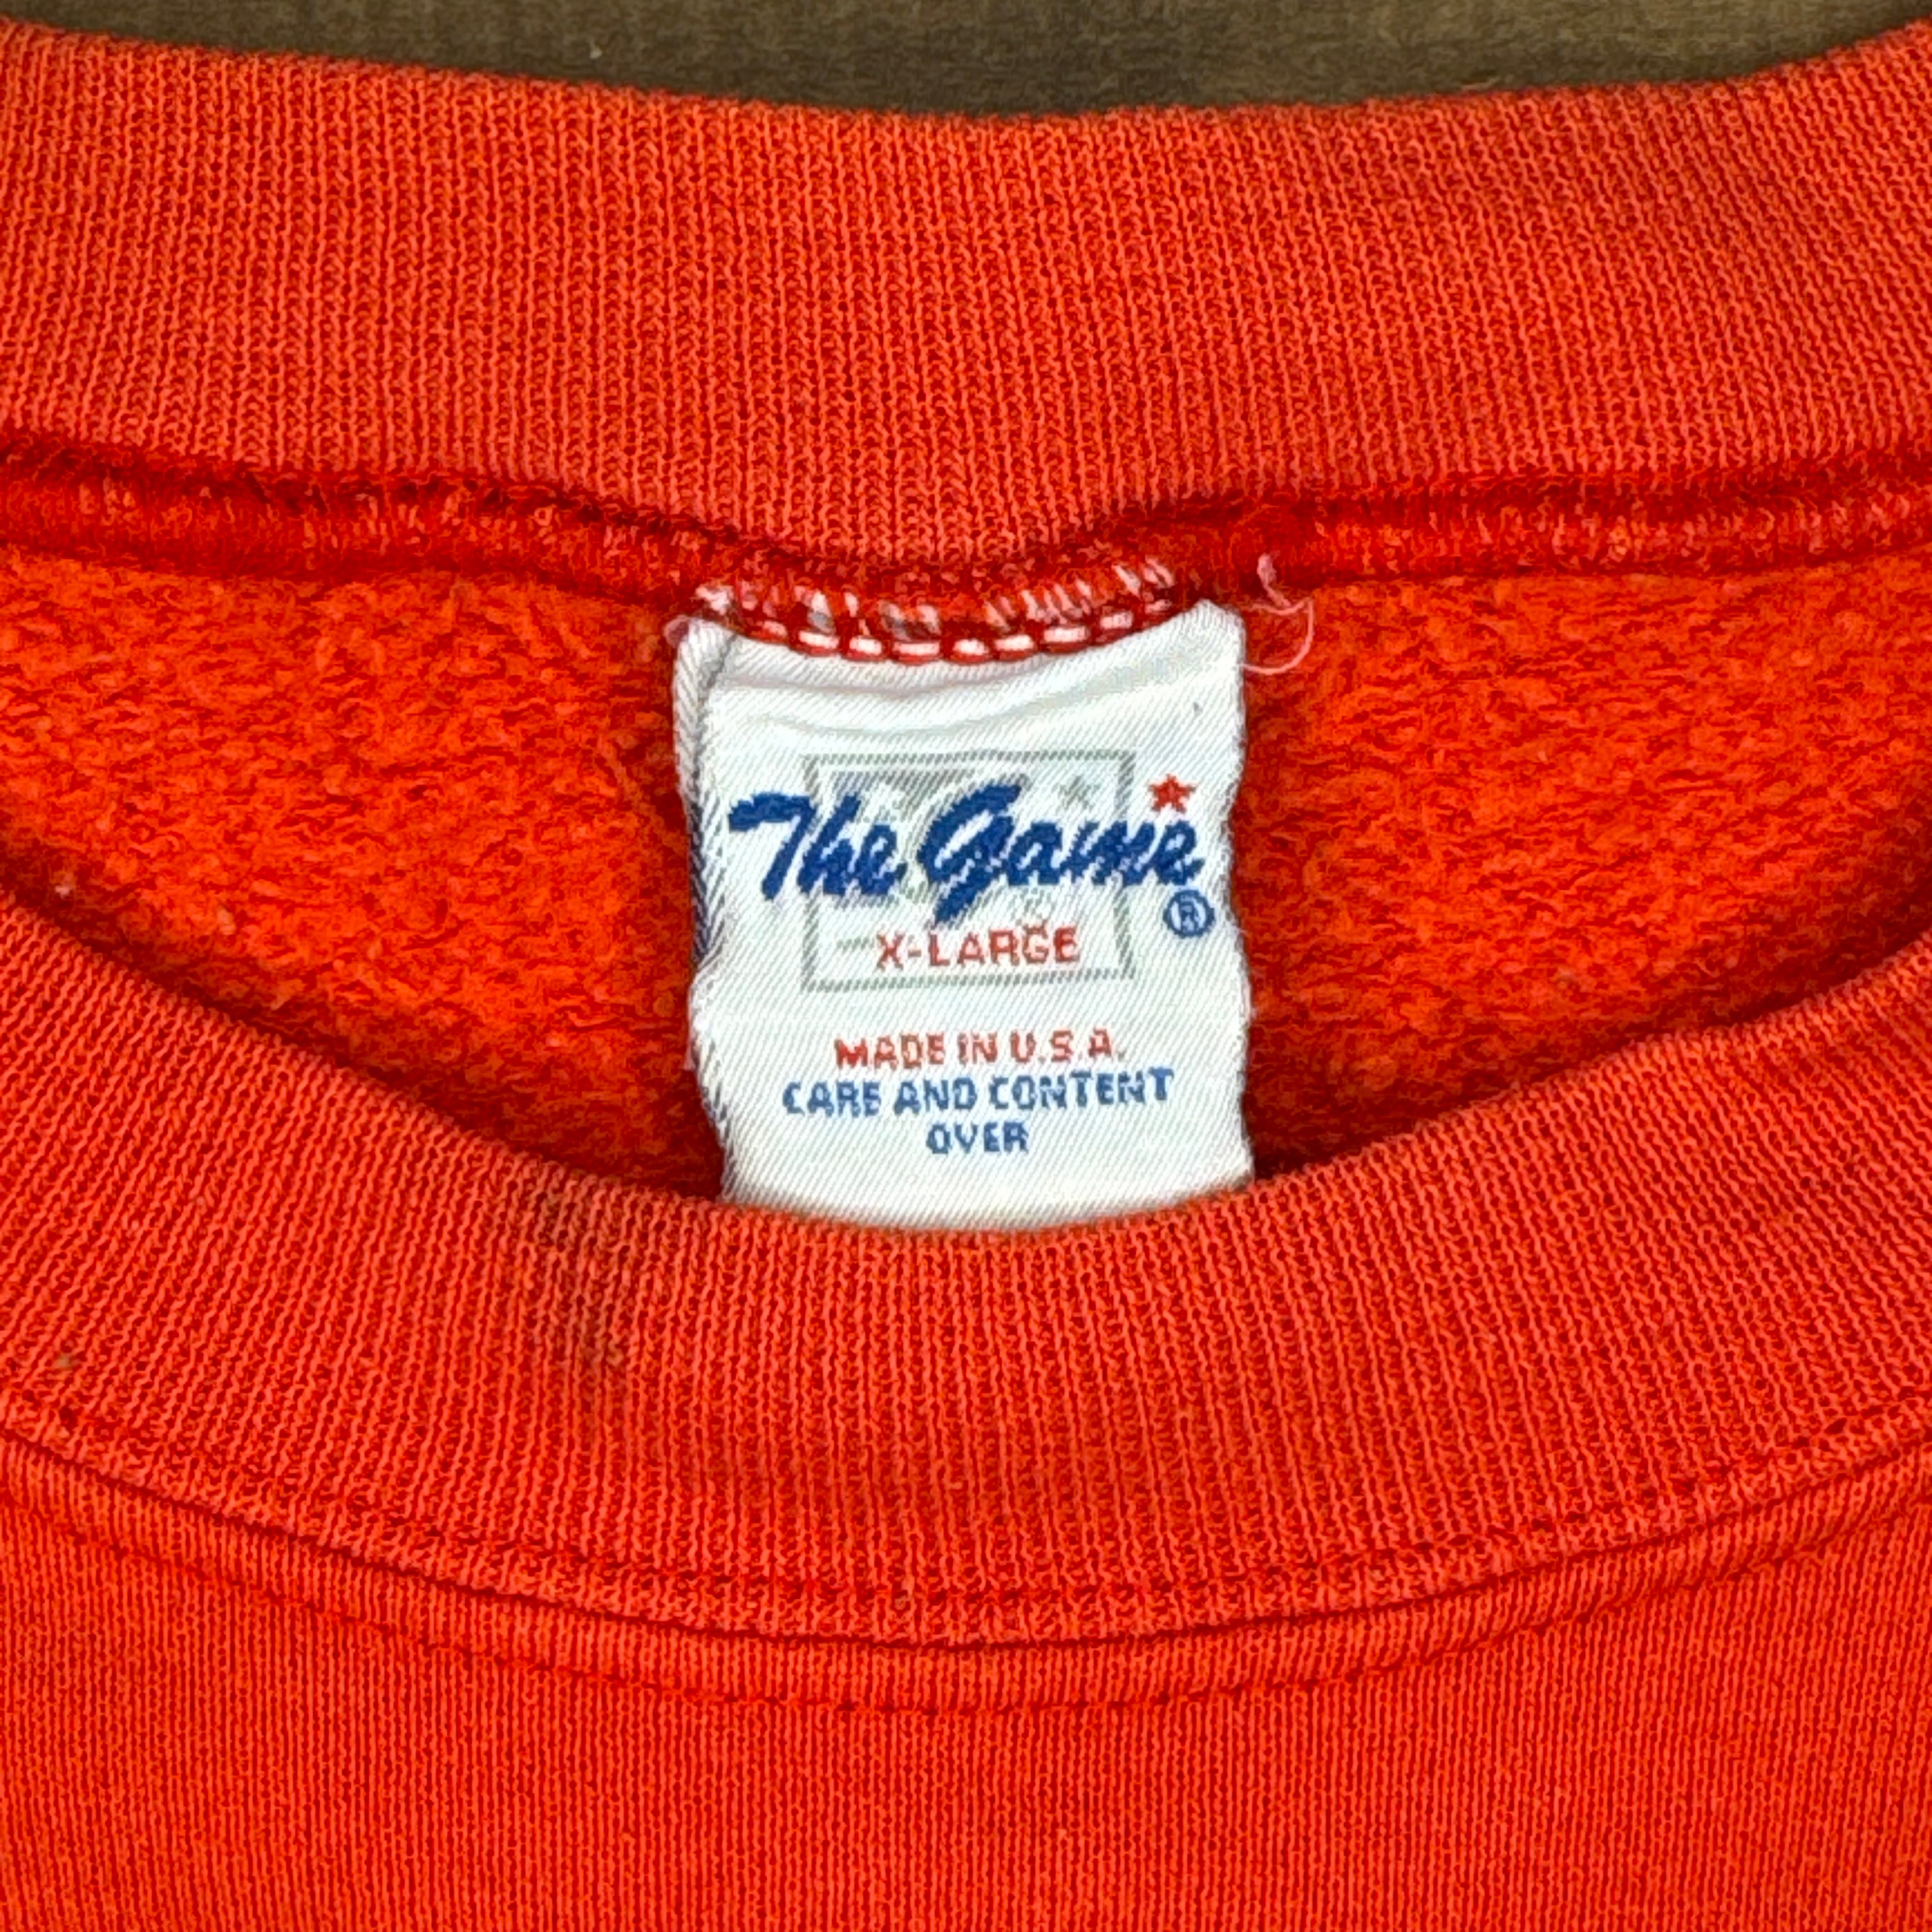 The Game
®
X-LARGE
MADE IN U.S.A.
CARE AND CONTENT
OVER